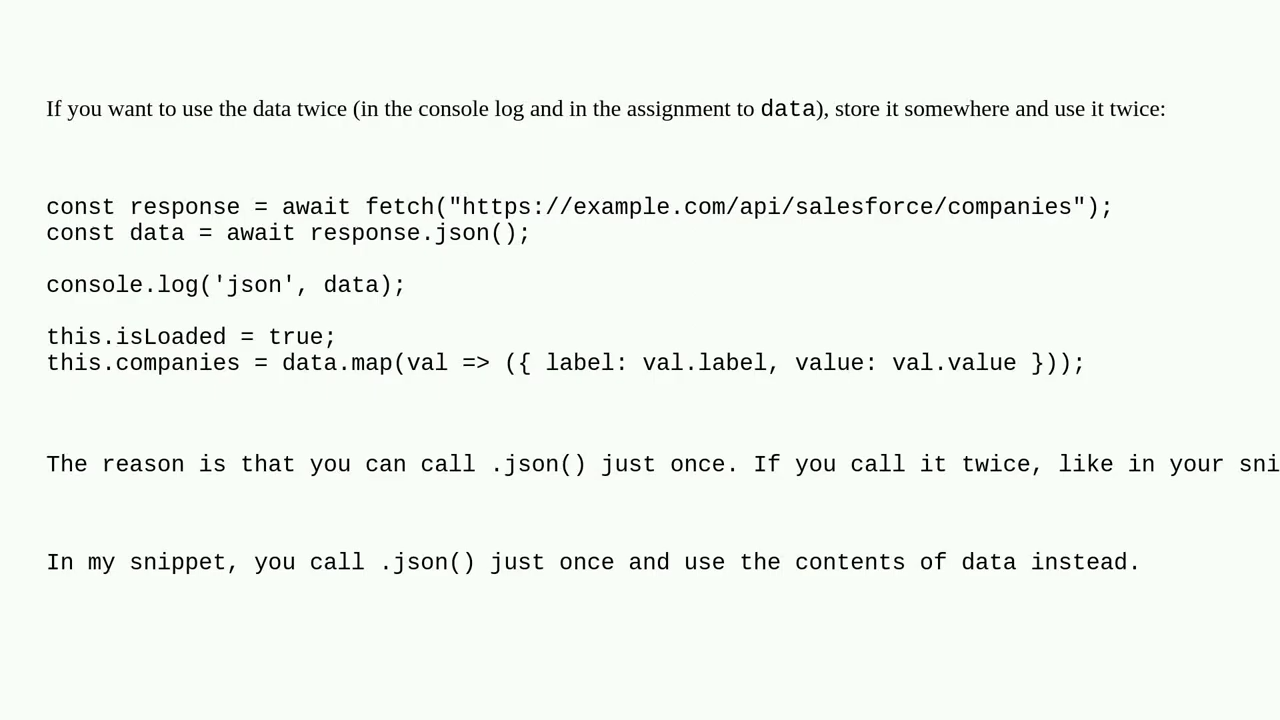 If you want to use the data twice (in the console log and in the assignment to data), store it somewhere and use it twice:
const response = await fetch("https://example.com/api/salesforce/companies");
const data = await response.json();
console.log('json', data);
this.isLoaded = true;
this.companies = data.map(val => ({ label: val.label, value: val.value }));
The reason is that you can call .json() just once. If you call it twice, like in your
In my snippet, you call .json() just once and use the contents of data instead.